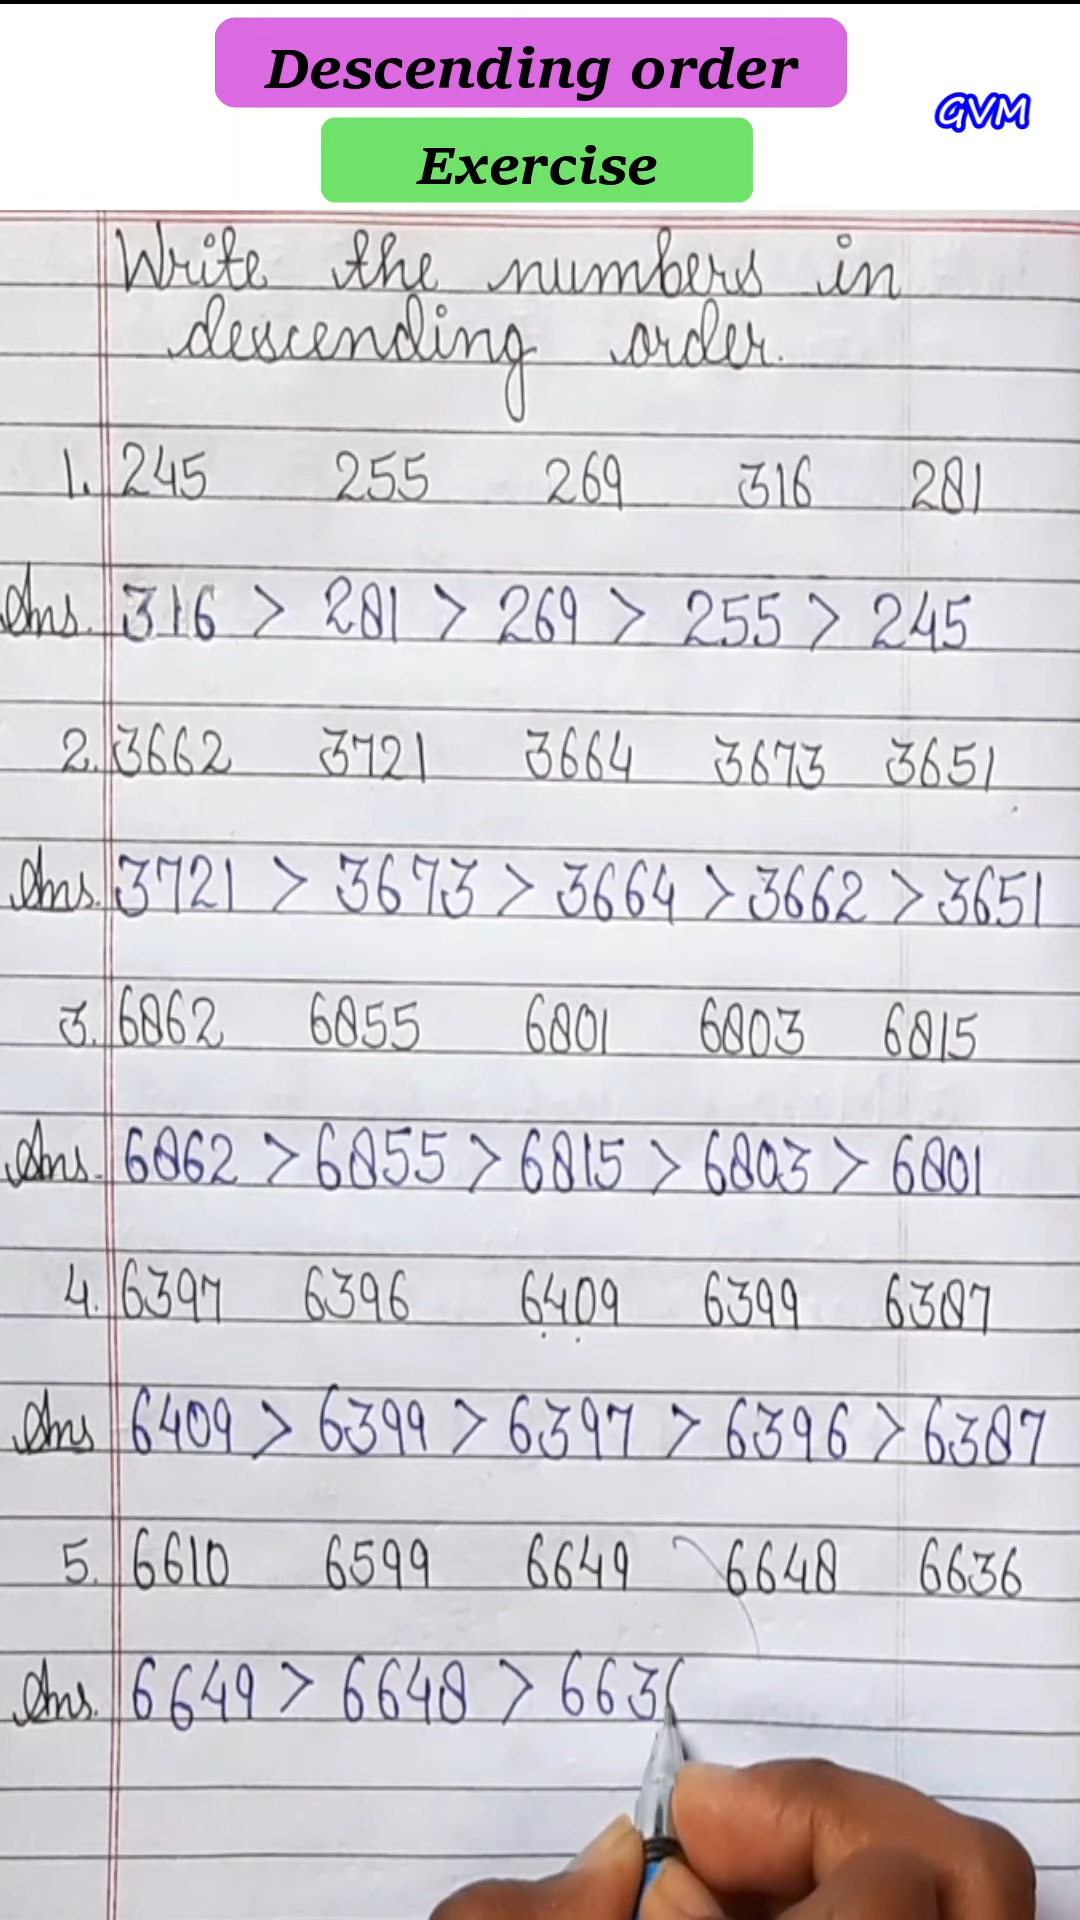 Descending order
GVM
Exercise
Write the numbers in
descending order.
1. 245 255 269 316 281
Ans. 316 > 281 > 269 > 255 > 245
2. 3662 3721 3664 3673 3651
Ans. 3721 > 3673 > 3664 > 3662 > 3651
3. 6862 6855 6801 6803 6815
Ans. 6862 > 6855 > 6815 > 6803 > 6801
4. 6397 6396 6409 6399 6387
Ans 6409 > 6399 > 6397 > 6396 > 6387
5. 6610 6599 6649 6648 6636
Ans. 6649 > 6648 > 663